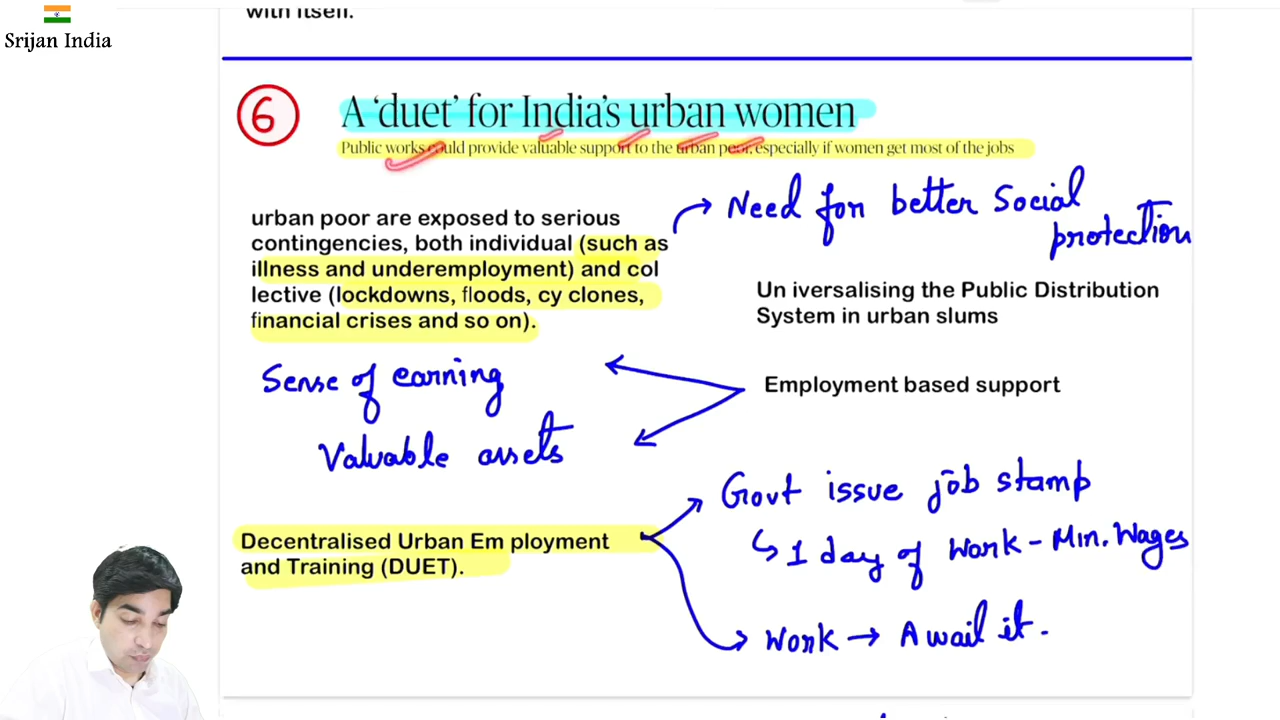 Srijan India
with itself.
6
A ‘duet’ for India’s urban women
Public works could provide valuable support to the urban poor, especially if women get most of the jobs
urban poor are exposed to serious
contingencies, both individual (such as
illness and underemployment) and col
lective (lockdowns, floods, cy clones,
financial crises and so on).
Need for better Social
protection
Un iversalising the Public Distribution
System in urban slums
Employment based support
Sense of earning
Valuable assets
Decentralised Urban Em ployment
and Training (DUET).
Govt issue job stamp
1 day of work - Min. Wages
Work → Avail it.